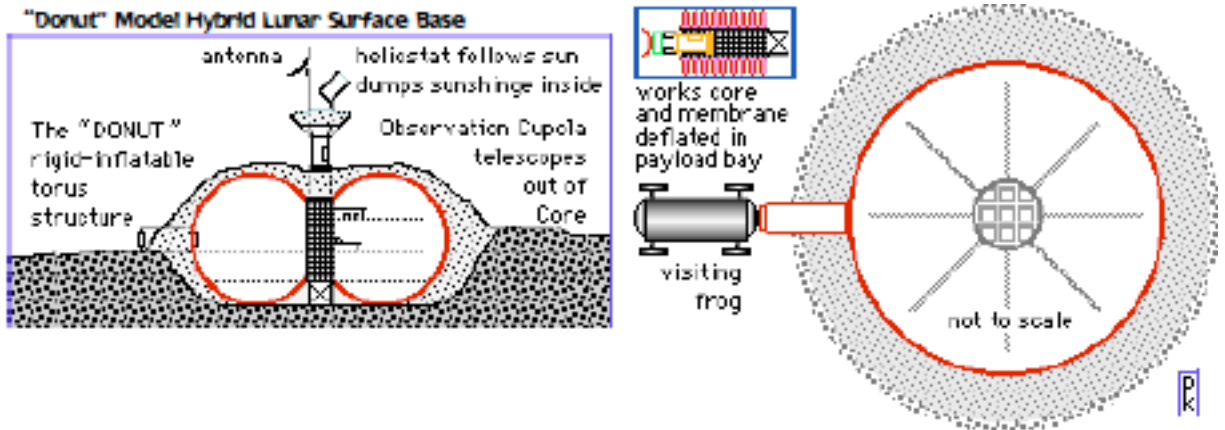 "Donut" Model Hybrid Lunar Surface Base
antenna
heliostat follows sun
dumps sunshinge inside
The "DONUT"
rigid-inflatable
torus
structure
Observation Cupola
telescopes
out of
Core
works core
and membrane
deflated in
payload bay
visiting
frog
not to scale
P
k